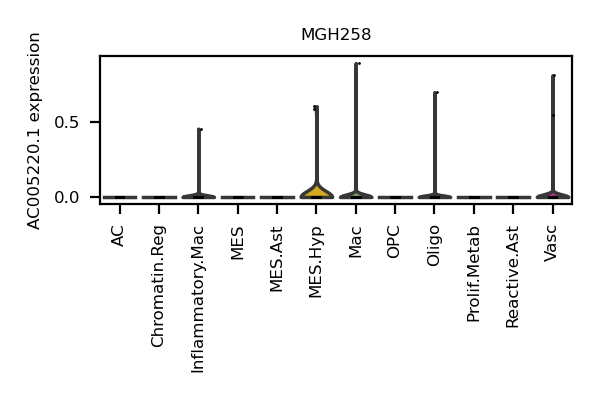 MGH258
AC005220.1 expression
0.5
0.0
AC
Chromatin.Reg
Inflammatory.Mac
MES
MES.Ast
MES.Hyp
Mac
OPC
Oligo
Prolif.Metab
Reactive.Ast
Vasc